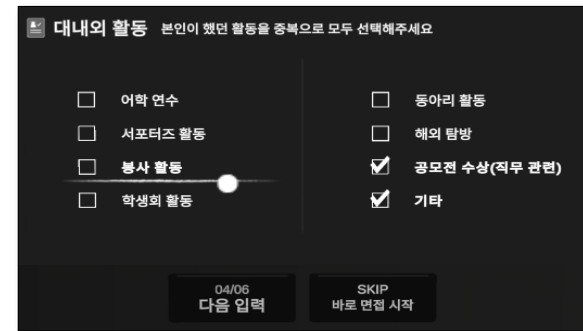 대내외 활동 본인이 했던 활동을 중복으로 모두 선택해주세요
어학 연수
서포터즈 활동
봉사 활동
학생회 활동
동아리 활동
해외 탐방
공모전 수상(직무 관련)
기타
04/06
다음 입력
SKIP
바로 면접 시작